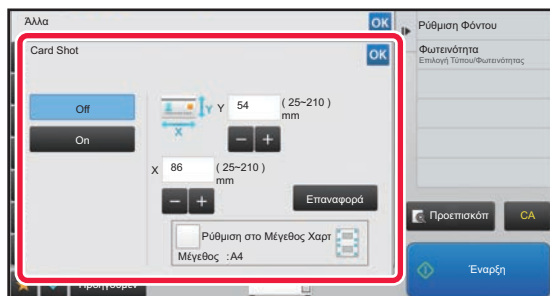 Άλλα
OK
Card Shot
OK
Off
On
Y
Y 54 ( 25~210 )
mm
X
X 86 ( 25~210 )
mm
Επαναφορά
Ρύθμιση στο Μέγεθος Χαρτ
Μέγεθος :A4
Ρύθμιση Φόντου
Φωτεινότητα
Επιλογή Τύπου/Φωτεινότητας
Προεπισκόπ
CA
Έναρξη